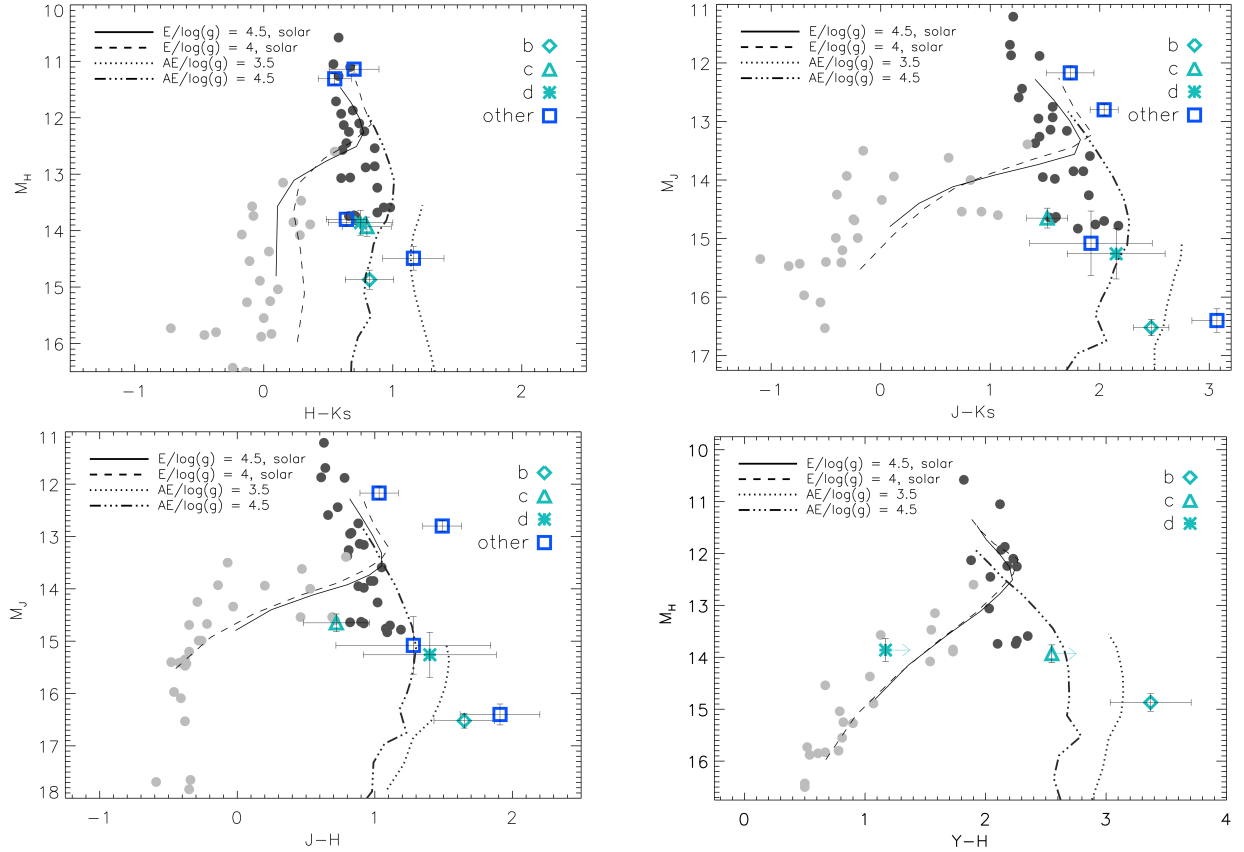 E/log(g) = 4.5, solar
E/log(g) = 4, solar
AE/log(g) = 3.5
AE/log(g) = 4.5
b
c
d
other
10
11
12
13
14
15
16
M_H
−1
0
1
2
H−Ks
E/log(g) = 4.5, solar
E/log(g) = 4, solar
AE/log(g) = 3.5
AE/log(g) = 4.5
b
c
d
other
11
12
13
14
15
16
17
M_J
−1
0
1
2
3
J−Ks
E/log(g) = 4.5, solar
E/log(g) = 4, solar
AE/log(g) = 3.5
AE/log(g) = 4.5
b
c
d
other
11
12
13
14
15
16
17
18
M_J
−1
0
1
2
J−H
E/log(g) = 4.5, solar
E/log(g) = 4, solar
AE/log(g) = 3.5
AE/log(g) = 4.5
b
c
d
10
11
12
13
14
15
16
M_H
0
1
2
3
4
Y−H